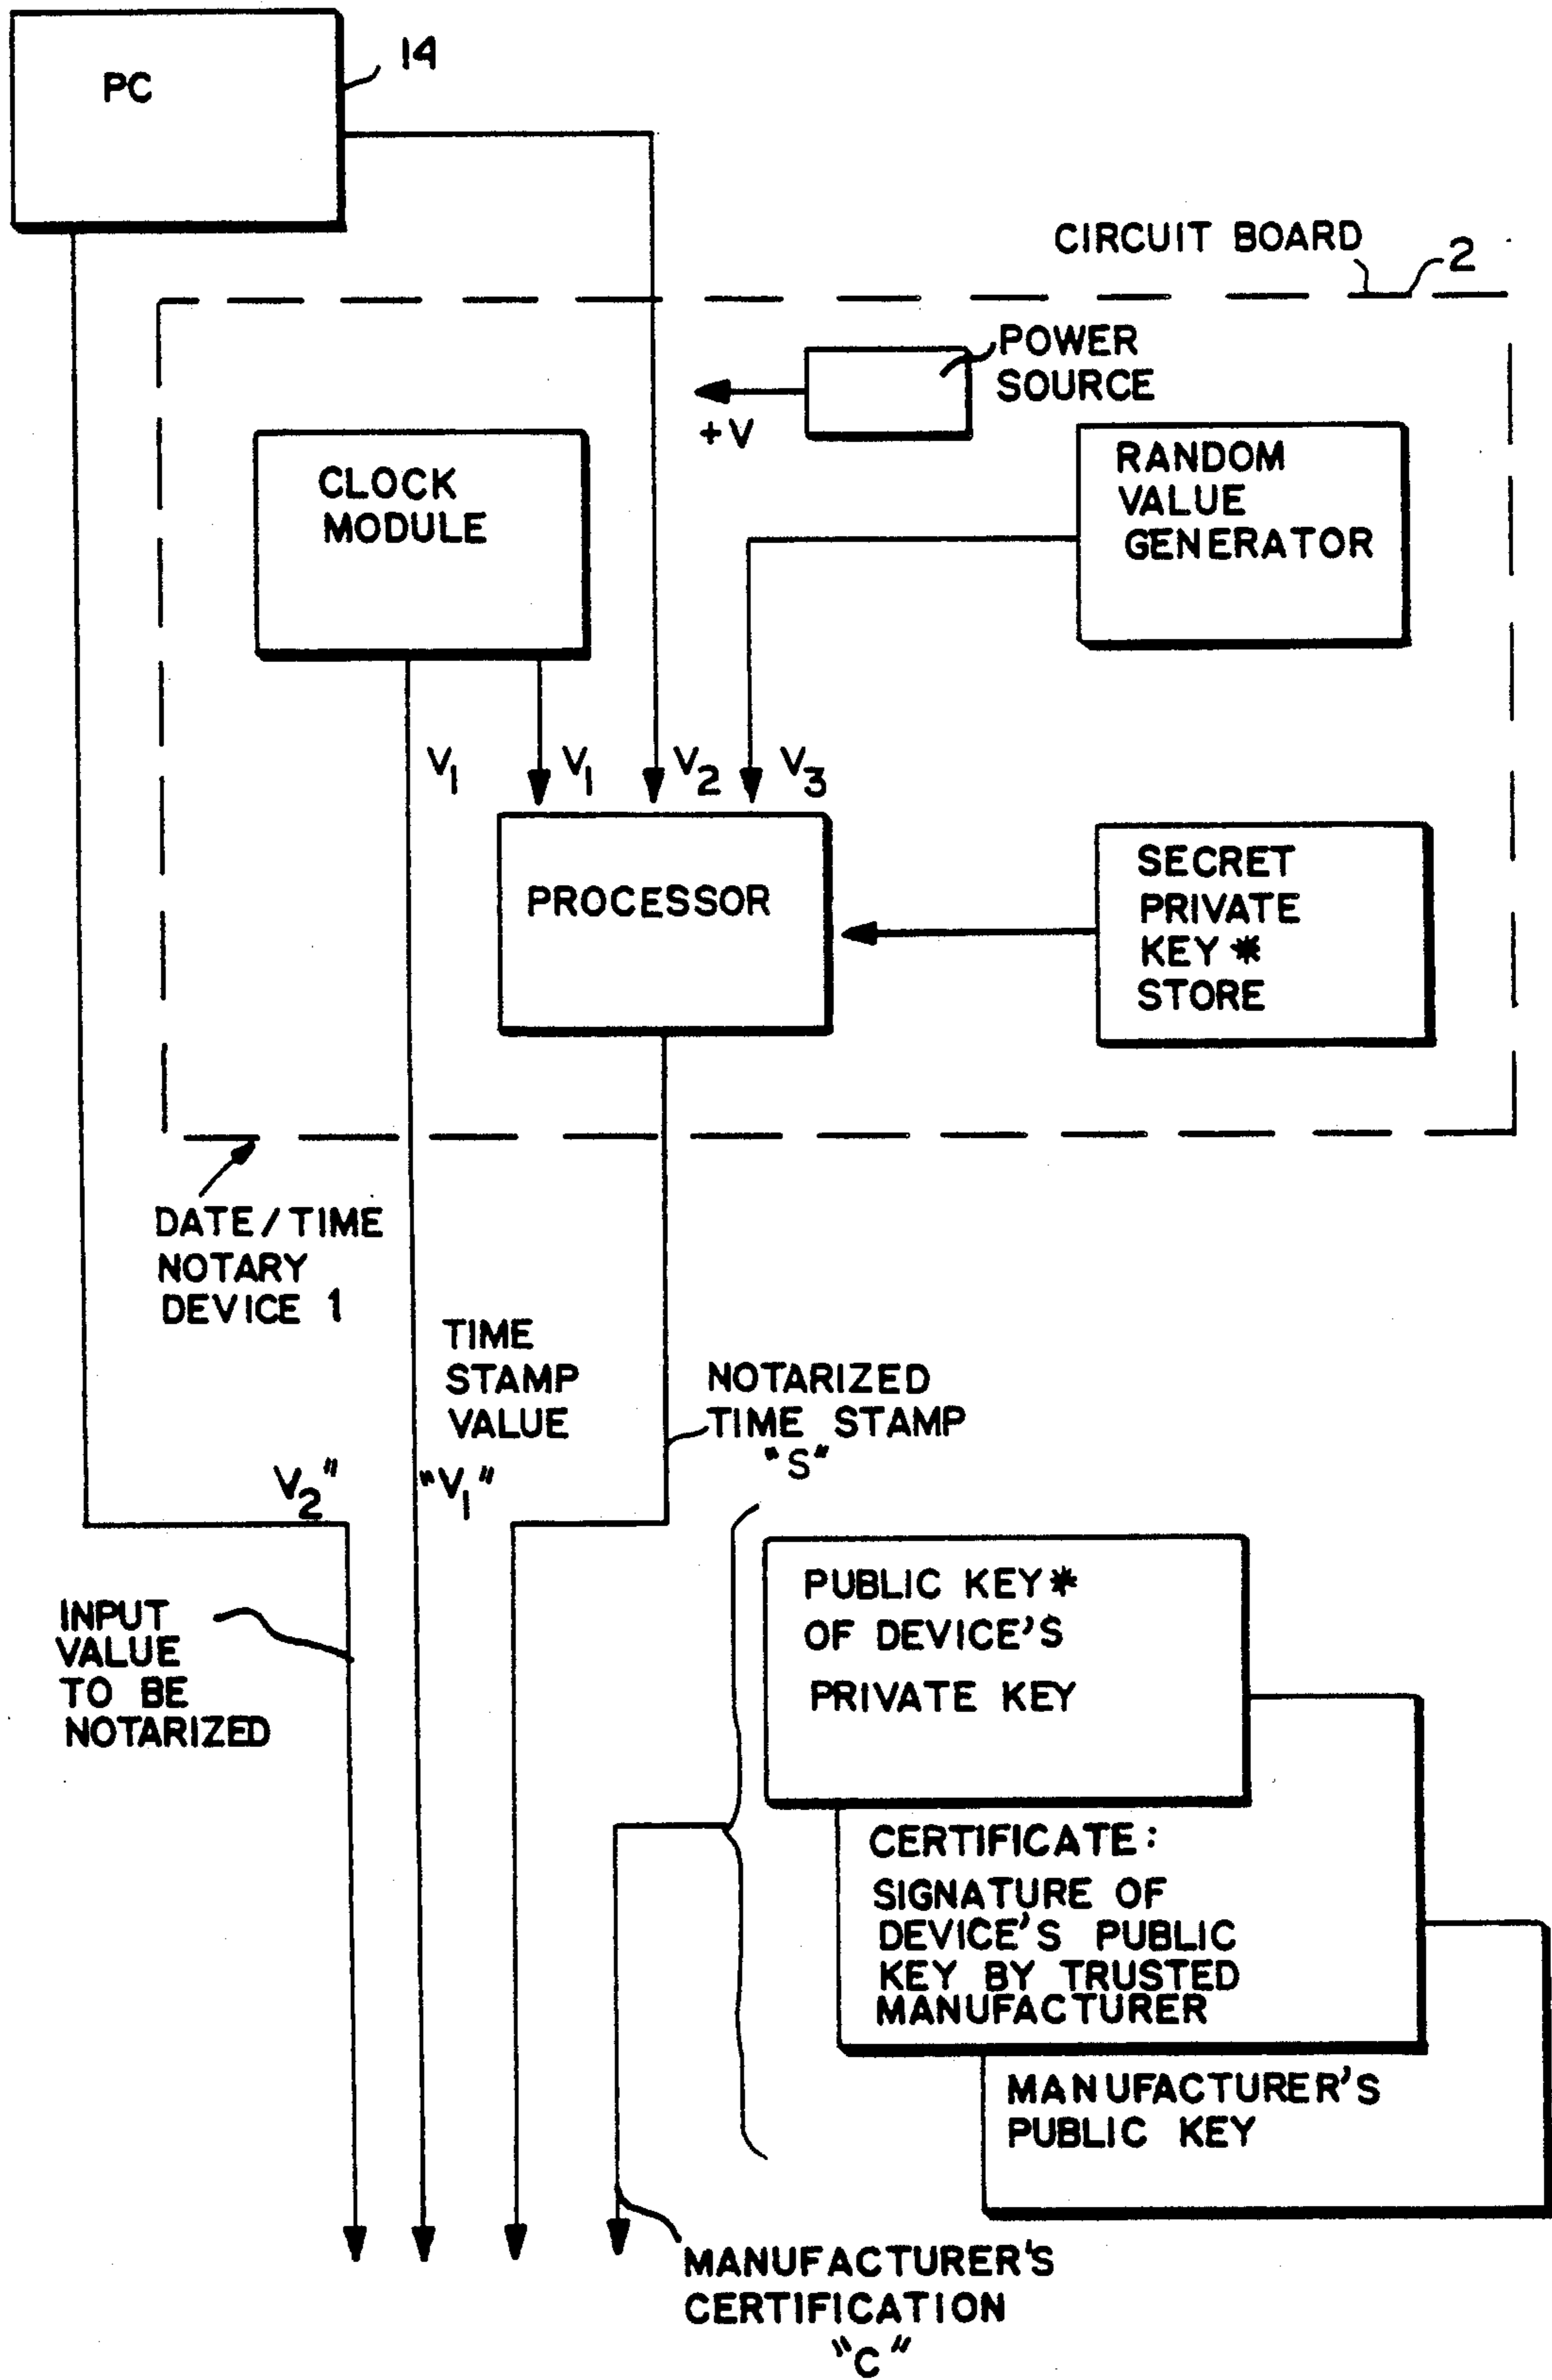 PC
14
CIRCUIT BOARD
2
POWER
SOURCE
+V
CLOCK
MODULE
RANDOM
VALUE
GENERATOR
V1
V1
V2
V3
PROCESSOR
SECRET
PRIVATE
KEY *
STORE
DATE/TIME
NOTARY
DEVICE 1
TIME
STAMP
VALUE
"V1"
NOTARIZED
TIME STAMP
"S"
V2"
INPUT
VALUE
TO BE
NOTARIZED
PUBLIC KEY*
OF DEVICE'S
PRIVATE KEY
CERTIFICATE:
SIGNATURE OF
DEVICE'S PUBLIC
KEY BY TRUSTED
MANUFACTURER
MANUFACTURER'S
PUBLIC KEY
MANUFACTURER'S
CERTIFICATION
"C"